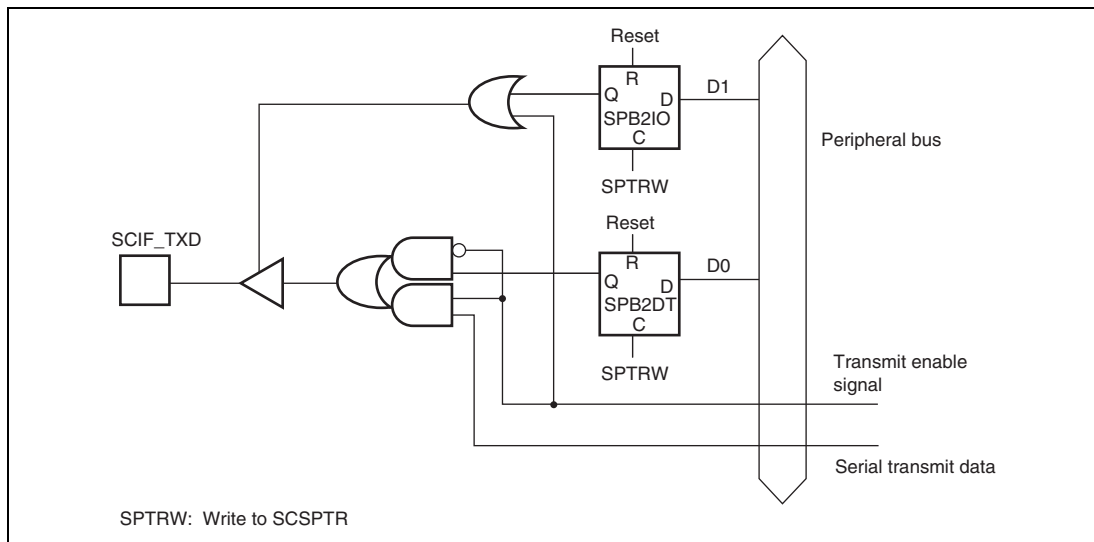 Reset
R
Q
D
D1
SPB2IO
C
Peripheral bus
SPTRW
Reset
SCIF_TXD
R
Q
D
D0
SPB2DT
C
SPTRW
Transmit enable
signal
Serial transmit data
SPTRW: Write to SCSPTR